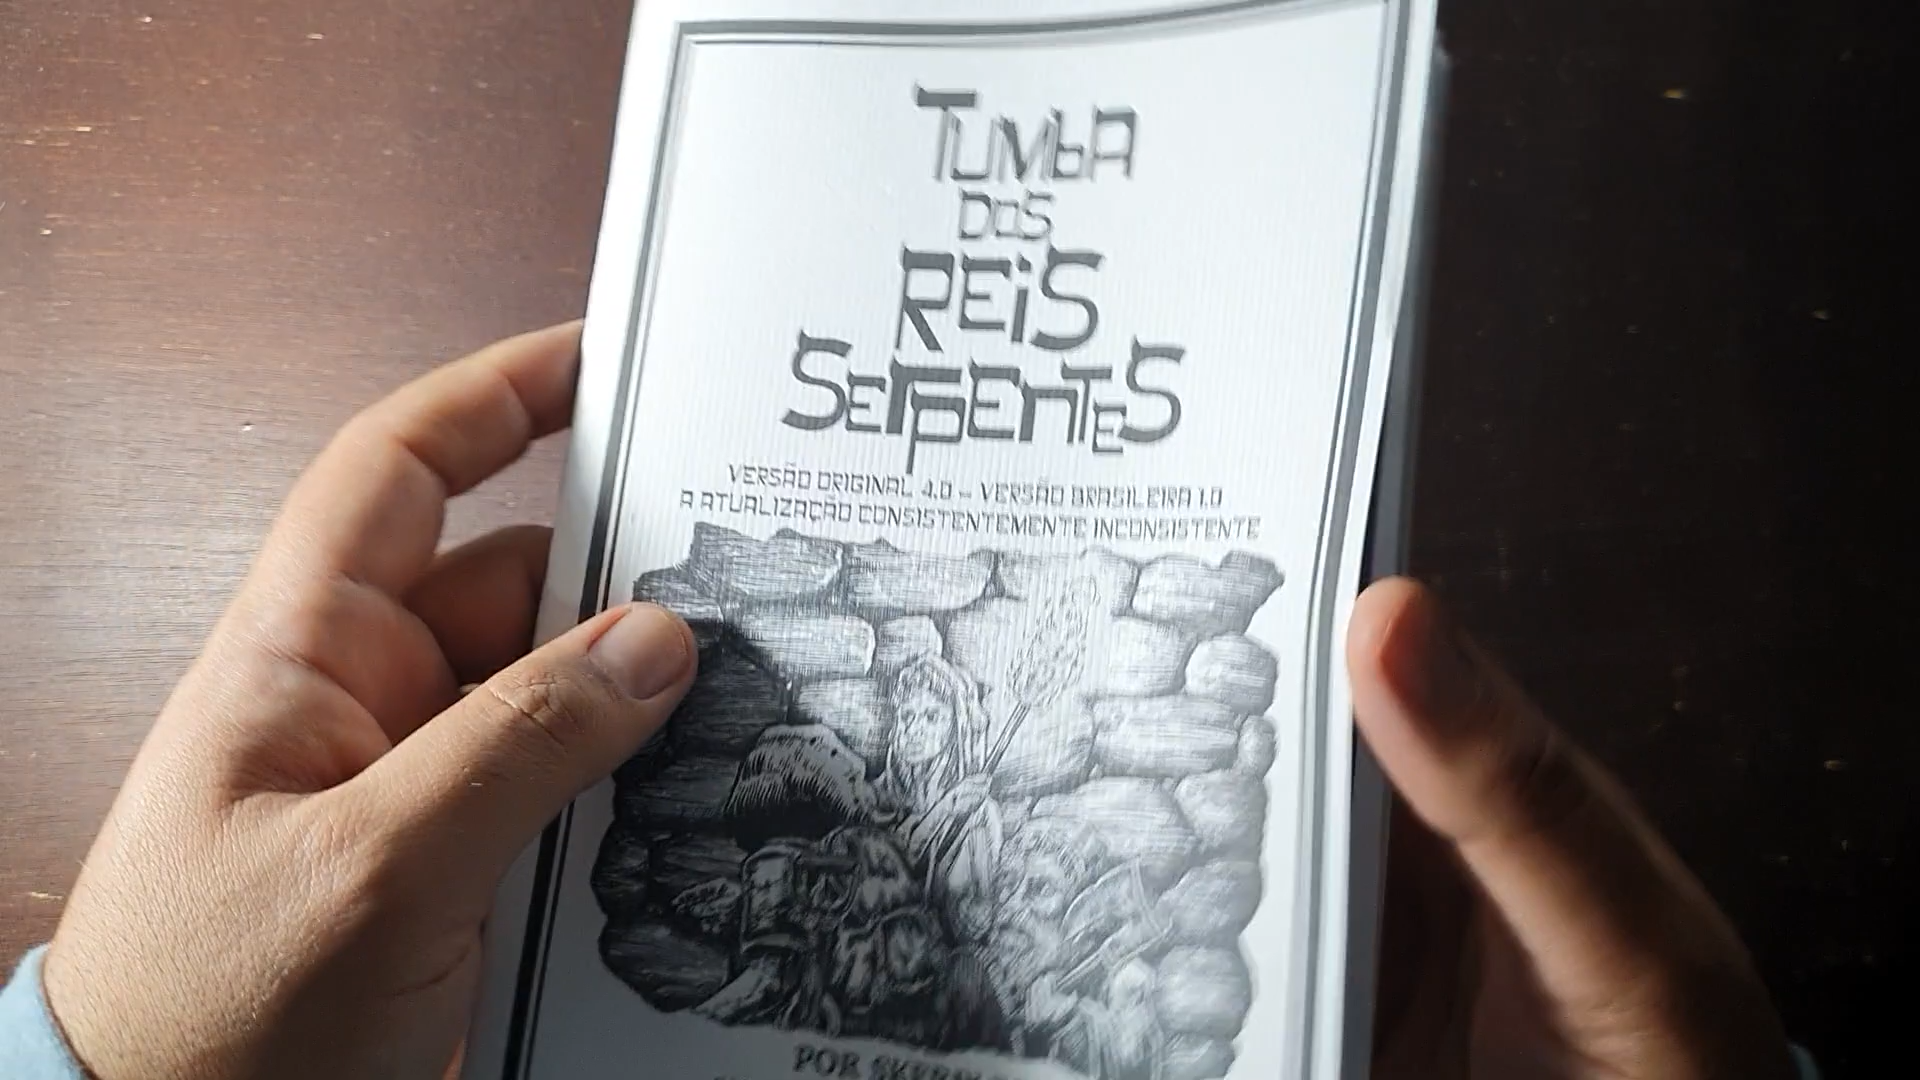 TUMBA
DOS
REIS
SERPENTES
VERSÃO ORIGINAL 4.0 – VERSÃO BRASILEIRA 1.0
A ATUALIZAÇÃO CONSISTENTEMENTE INCONSISTENTE
POR